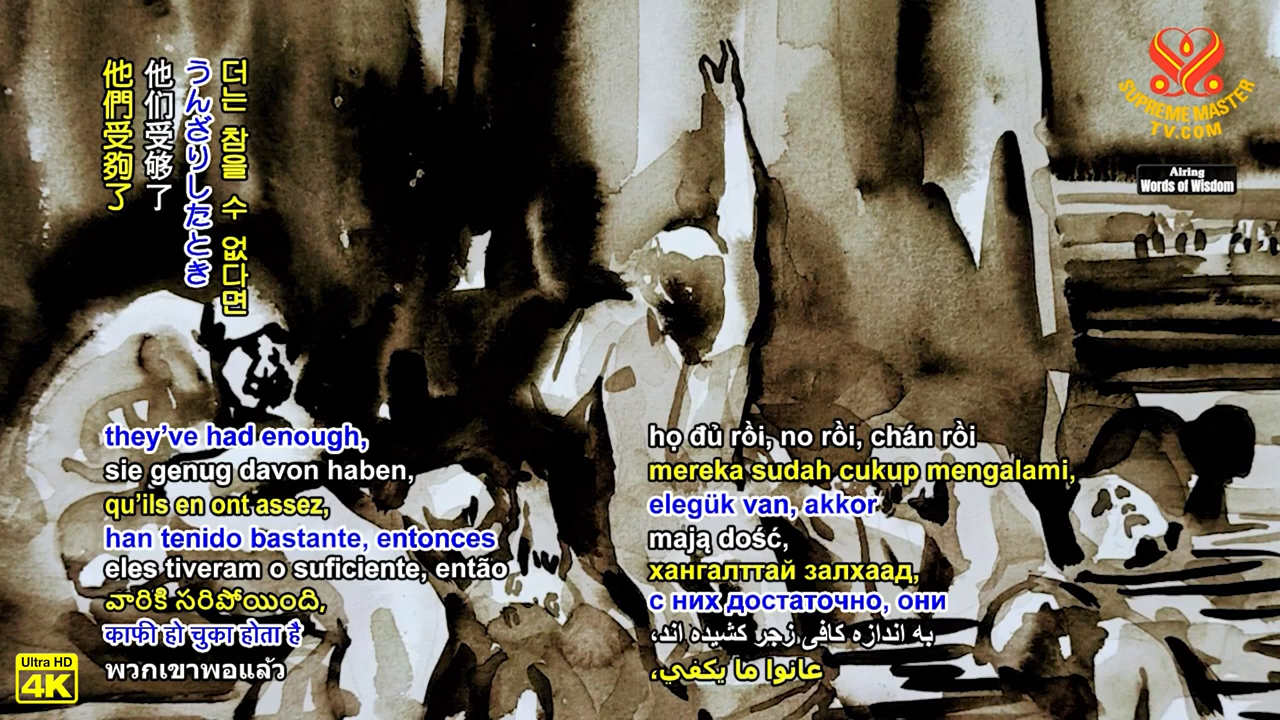 他們受夠了
他们受够了
うんざりしたとき
더는 참을 수 없다면
SUPREME MASTER
TV.COM
Airing
Words of Wisdom
they’ve had enough,
sie genug davon haben,
qu’ils en ont assez,
han tenido bastante, entonces
eles tiveram o suficiente, então
వారికి సరిపోయింది,
काफी हो चुका होता है
พวกเขาพอแล้ว
họ đủ rồi, no rồi, chán rồi
mereka sudah cukup mengalami,
elegük van, akkor
mają dość,
хангалттай залхаад,
с них достаточно, они
به اندازه کافی زجر کشیده اند،
عانوا ما يكفي،
Ultra HD
4K